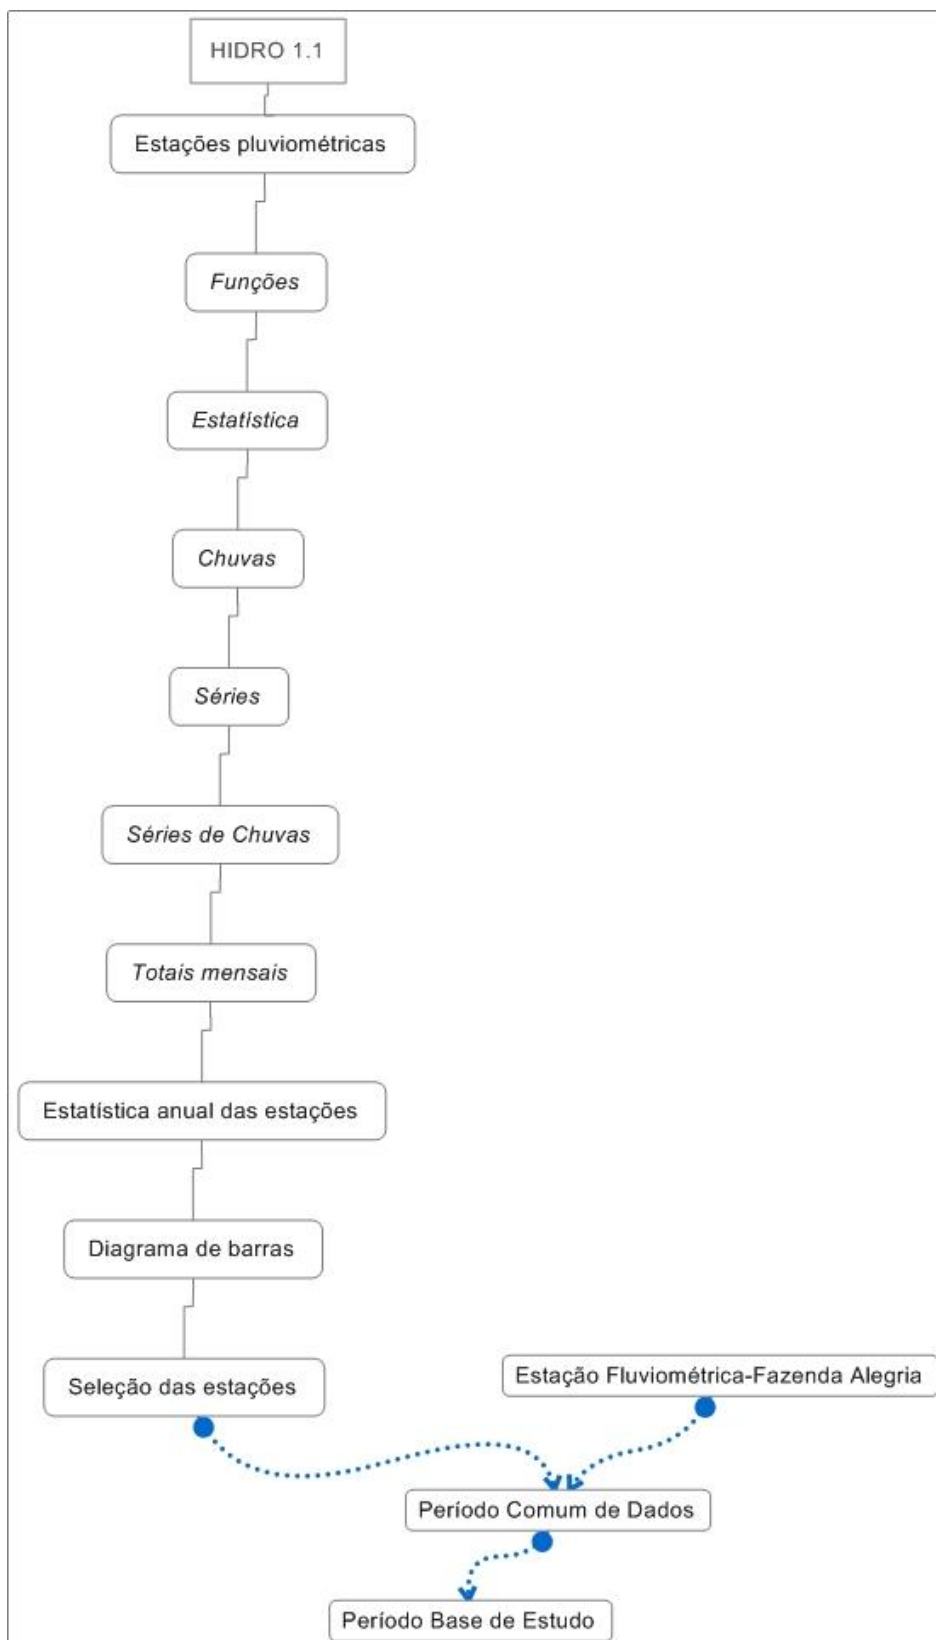 HIDRO 1.1
Estações pluviométricas
Funções
Estatística
Chuvas
Séries
Séries de Chuvas
Totais mensais
Estatística anual das estações
Diagrama de barras
Seleção das estações
Estação Fluviométrica-Fazenda Alegria
Período Comum de Dados
Período Base de Estudo